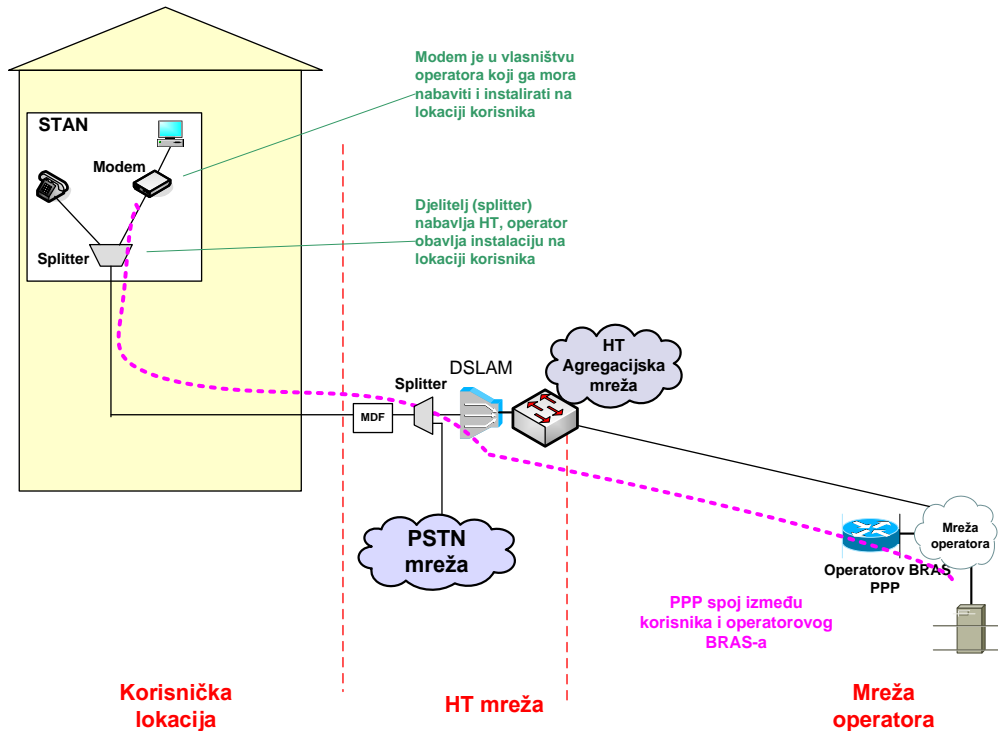 Modem je u vlasništvu
operatora koji ga mora
nabaviti i instalirati na
lokaciji korisnika
STAN
Modem
Djelitelj (splitter)
nabavlja HT, operator
obavlja instalaciju na
lokaciji korisnika
Splitter
HT
Agregacijska
mreža
DSLAM
Splitter
MDF
PSTN
mreža
Mreža
operatora
Operatorov BRAS
PPP
PPP spoj između
korisnika i operatorovog
BRAS-a
Korisnička
lokacija
HT mreža
Mreža
operatora